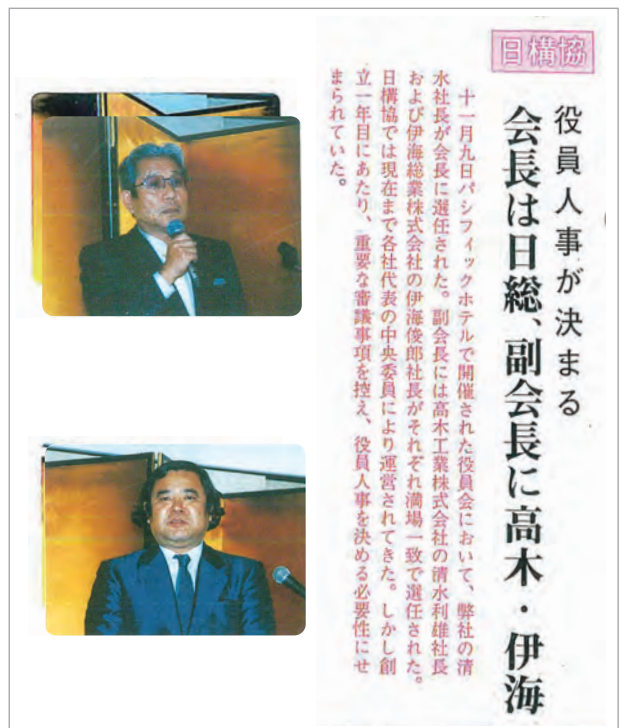 日構協
役員人事が決まる
会長は日総、副会長に高木・伊海
十一月九日パシフィックホテルで開催された役員会において、弊社の清
水社長が会長に選任された。副会長には高木工業株式会社の清水利雄社長
および伊海総業株式会社の伊海俊郎社長がそれぞれ満場一致で選任された。
日構協では現在まで各社代表の中央委員により運営されてきた。しかし創
立一年目にあたり、重要な審議事項を控え、役員人事を決める必要性にせ
まられていた。